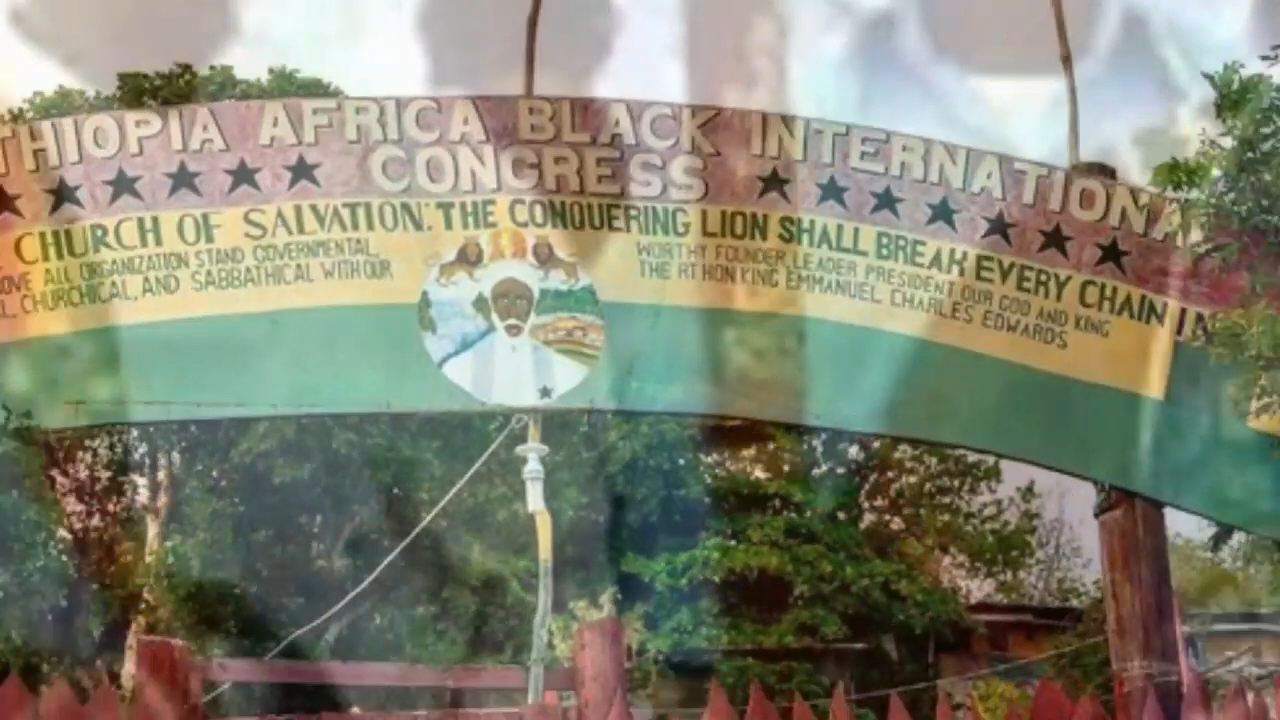 THIOPIA AFRICA BLACK INTERNATIONA
CONGRESS
CHURCH OF SALVATION: THE CONQUERING LION SHALL BREAK EVERY CHAIN IN
OVE ALL ORGANIZATION STAND GOVERNMENTAL,
L, CHURCHICAL, AND SABBATHICAL WITH OUR
WORTHY FOUNDER LEADER PRESIDENT OUR GOD AND KING
THE RT HON KING EMMANUEL CHARLES EDWARDS